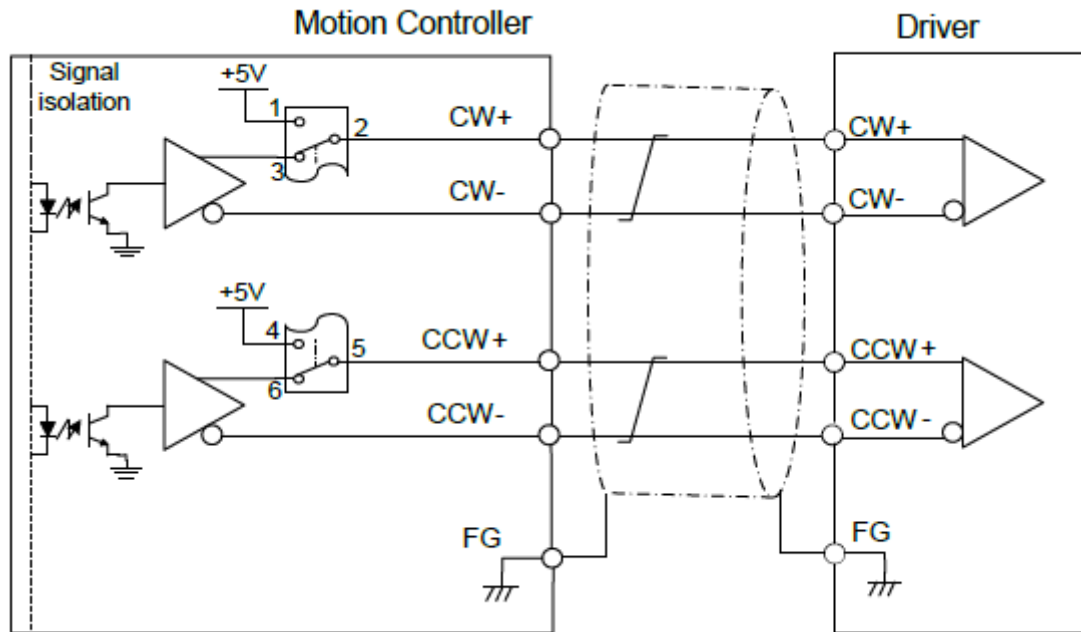 Motion Controller
Driver
Signal
isolation
+5V
1
2
3
CW+
CW+
CW-
CW-
+5V
4
5
6
CCW+
CCW+
CCW-
CCW-
FG
FG